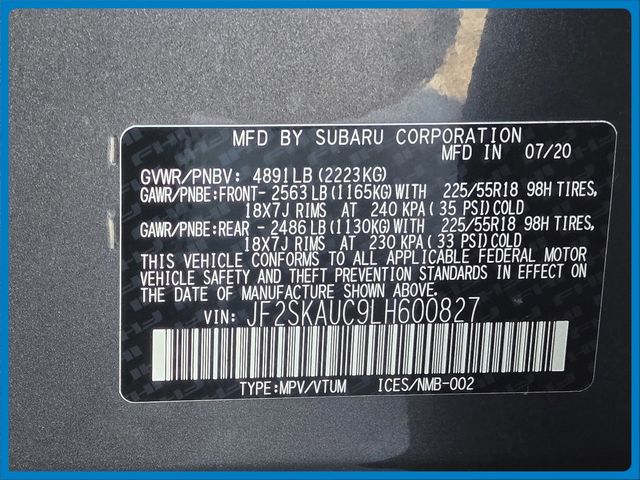 MFD BY SUBARU CORPORATION
MFD IN 07/20
GVWR/PNBV: 4891LB(2223KG)
GAWR/PNBE:FRONT- 2563 LB(1165KG)WITH 225/55R18 98H TIRES,
18X7J RIMS AT 240 KPA( 35 PSI)COLD
GAWR/PNBE:REAR - 2486 LB(1130KG)WITH 225/55R18 98H TIRES,
18X7J RIMS AT 230 KPA( 33 PSI)COLD
THIS VEHICLE CONFORMS TO ALL APPLICABLE FEDERAL MOTOR
VEHICLE SAFETY AND THEFT PREVENTION STANDARDS IN EFFECT ON
THE DATE OF MANUFACTURE SHOWN ABOVE.
VIN: JF2SKAUC9LH600827
TYPE:MPV/VTUM ICES/NMB-002